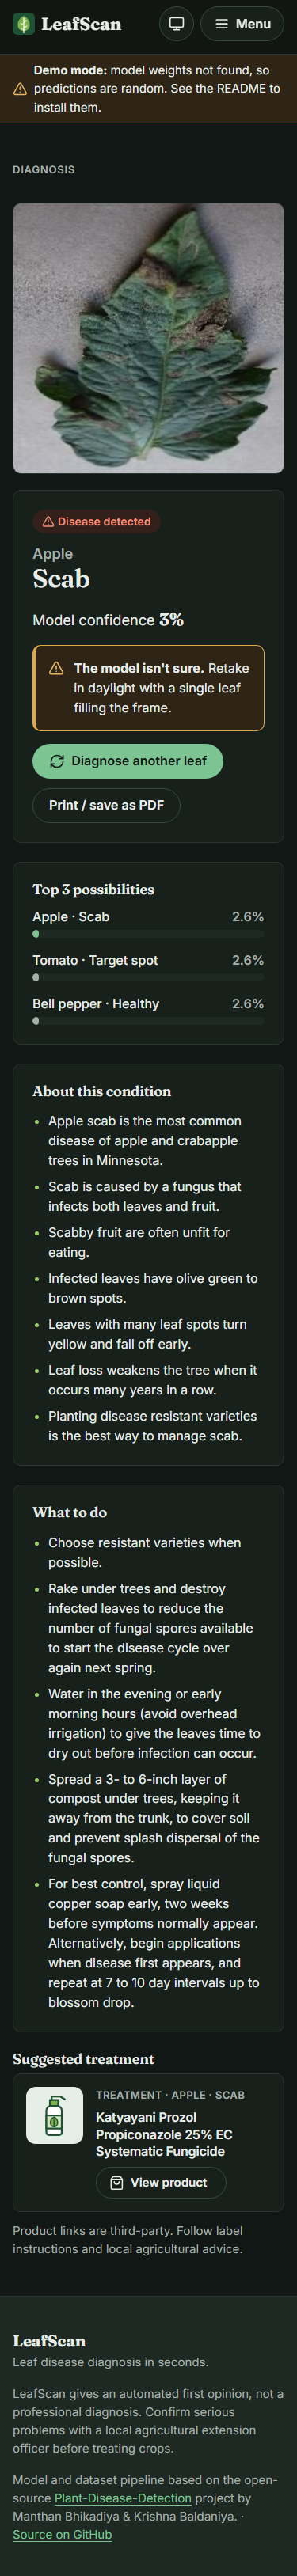 LeafScan
Menu
Demo mode: model weights not found, so
predictions are random. See the README to
install them.
DIAGNOSIS
Disease detected
Apple
Scab
Model confidence 3%
The model isn't sure. Retake
in daylight with a single leaf
filling the frame.
Diagnose another leaf
Print / save as PDF
Top 3 possibilities
Apple · Scab 2.6%
Tomato · Target spot 2.6%
Bell pepper · Healthy 2.6%
About this condition
• Apple scab is the most common
disease of apple and crabapple
trees in Minnesota.
• Scab is caused by a fungus that
infects both leaves and fruit.
• Scabby fruit are often unfit for
eating.
• Infected leaves have olive green to
brown spots.
• Leaves with many leaf spots turn
yellow and fall off early.
• Leaf loss weakens the tree when it
occurs many years in a row.
• Planting disease resistant varieties
is the best way to manage scab.
What to do
• Choose resistant varieties when
possible.
• Rake under trees and destroy
infected leaves to reduce the
number of fungal spores available
to start the disease cycle over
again next spring.
• Water in the evening or early
morning hours (avoid overhead
irrigation) to give the leaves time to
dry out before infection can occur.
• Spread a 3- to 6-inch layer of
compost under trees, keeping it
away from the trunk, to cover soil
and prevent splash dispersal of the
fungal spores.
• For best control, spray liquid
copper soap early, two weeks
before symptoms normally appear.
Alternatively, begin applications
when disease first appears, and
repeat at 7 to 10 day intervals up to
blossom drop.
Suggested treatment
TREATMENT · APPLE · SCAB
Katyayani Prozol
Propiconazole 25% EC
Systematic Fungicide
View product
Product links are third-party. Follow label
instructions and local agricultural advice.
LeafScan
Leaf disease diagnosis in seconds.
LeafScan gives an automated first opinion, not a
professional diagnosis. Confirm serious
problems with a local agricultural extension
officer before treating crops.
Model and dataset pipeline based on the open-
source Plant-Disease-Detection project by
Manthan Bhikadiya & Krishna Baldaniya. ·
Source on GitHub